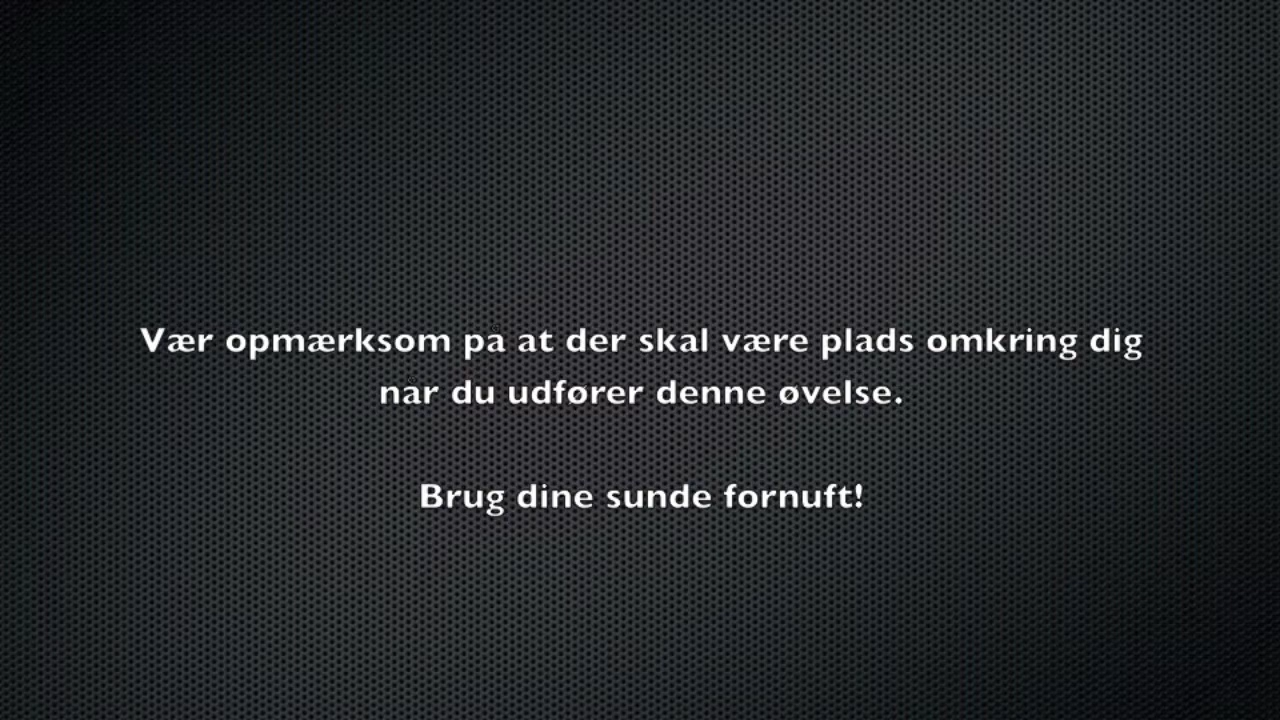 Vær opmærksom pa at der skal være plads omkring dig
nar du udfører denne øvelse.
Brug dine sunde fornuft!